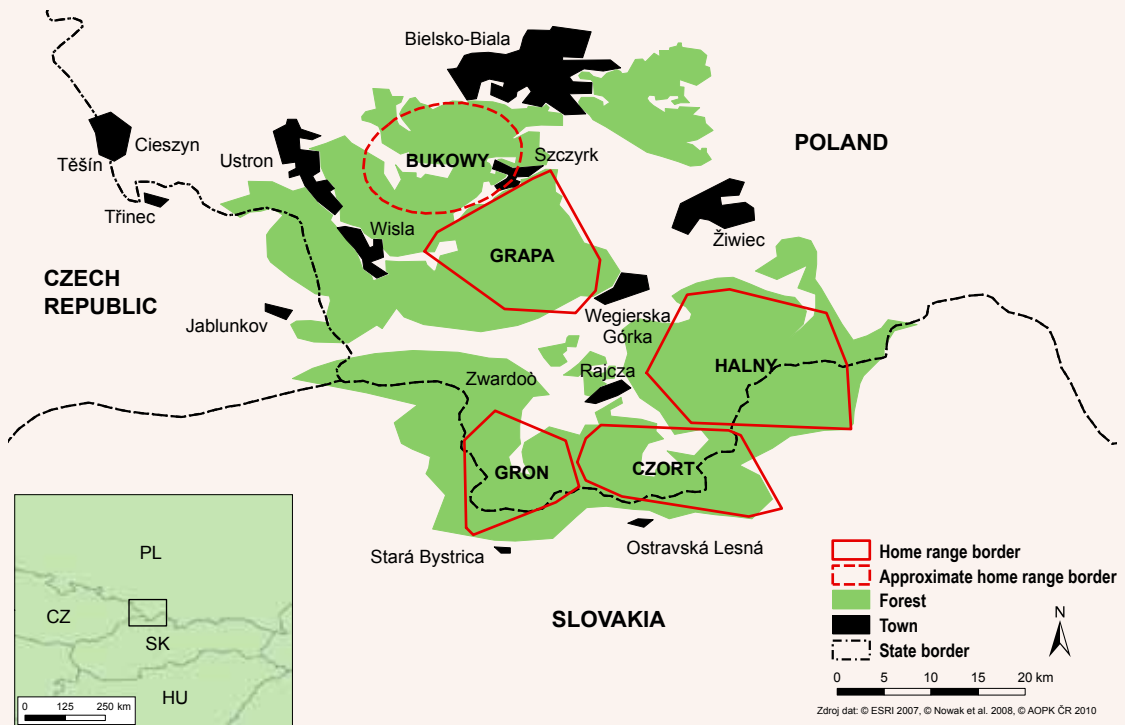 Bielsko-Biala
POLAND
Cieszyn
Těšín
Ustron
BUKOWY
Szczyrk
Třinec
Wisla
Žiwiec
GRAPA
CZECH
REPUBLIC
Jablunkov
Wegierska
Górka
HALNY
Zwardoò
Rajcza
GRON
CZORT
Stará Bystrica
Ostravská Lesná
SLOVAKIA
PL
CZ
SK
HU
0 125 250 km
Home range border
Approximate home range border
Forest
Town
State border
N
0 5 10 15 20 km
Zdroj dat: © ESRI 2007, © Nowak et al. 2008, © AOPK ČR 2010